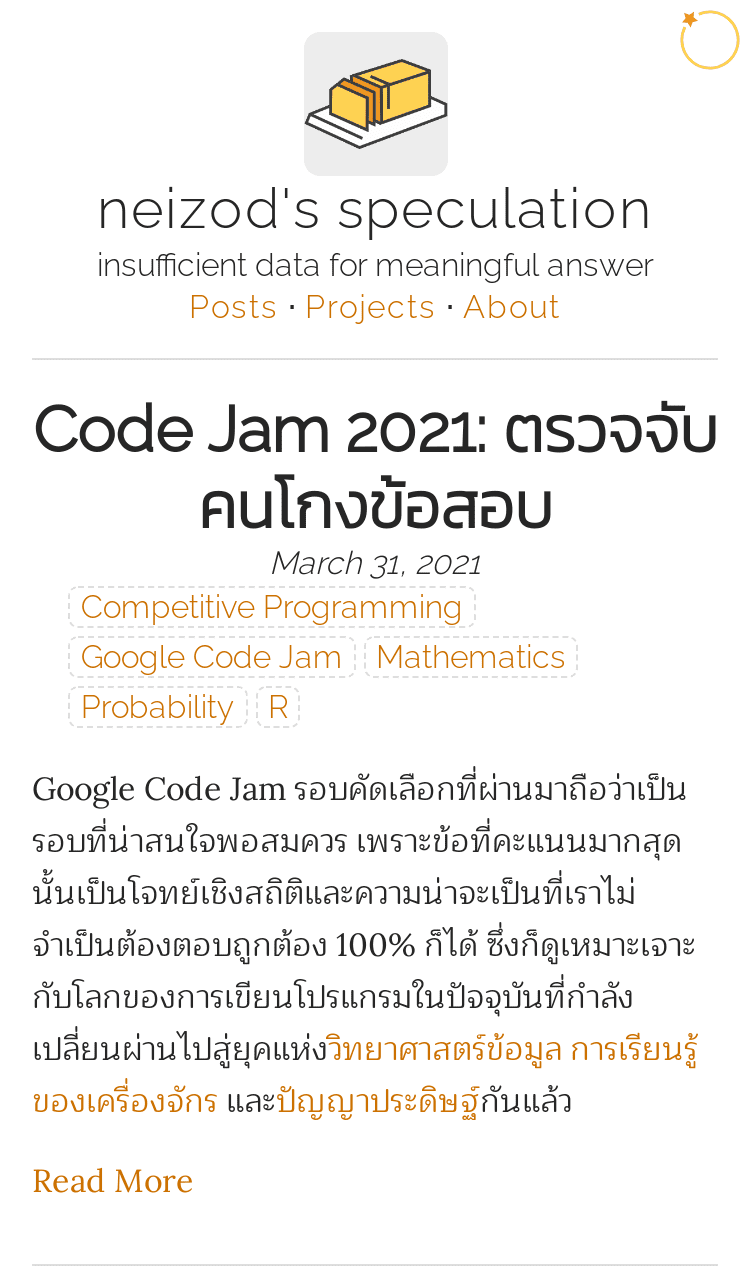 neizod's speculation
insufficient data for meaningful answer
Posts · Projects · About
Code Jam 2021: ตรวจจับ
คนโกงข้อสอบ
March 31, 2021
Competitive Programming
Google Code Jam Mathematics
Probability R
Google Code Jam รอบคัดเลือกที่ผ่านมาถือว่าเป็น
รอบที่น่าสนใจพอสมควร เพราะข้อที่คะแนนมากสุด
นั้นเป็นโจทย์เชิงสถิติและความน่าจะเป็นที่เราไม่
จำเป็นต้องตอบถูกต้อง 100% ก็ได้ ซึ่งก็ดูเหมาะเจาะ
กับโลกของการเขียนโปรแกรมในปัจจุบันที่กำลัง
เปลี่ยนผ่านไปสู่ยุคแห่งวิทยาศาสตร์ข้อมูล การเรียนรู้
ของเครื่องจักร และปัญญาประดิษฐ์กันแล้ว
Read More